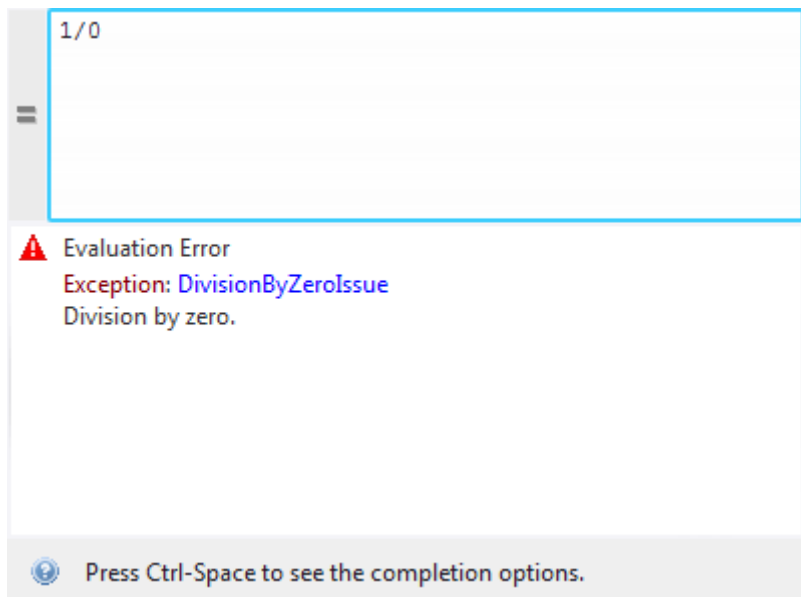 1/0
=
Evaluation Error
Exception: DivisionByZeroIssue
Division by zero.
Press Ctrl-Space to see the completion options.